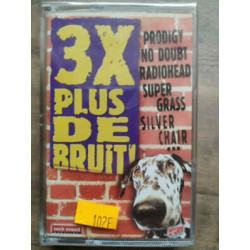 3X
PLUS
DE
BRUIT!
PRODIGY
NO DOUBT
RADIOHEAD
SUPER
GRASS
SILVER
CHAIR
...
102F